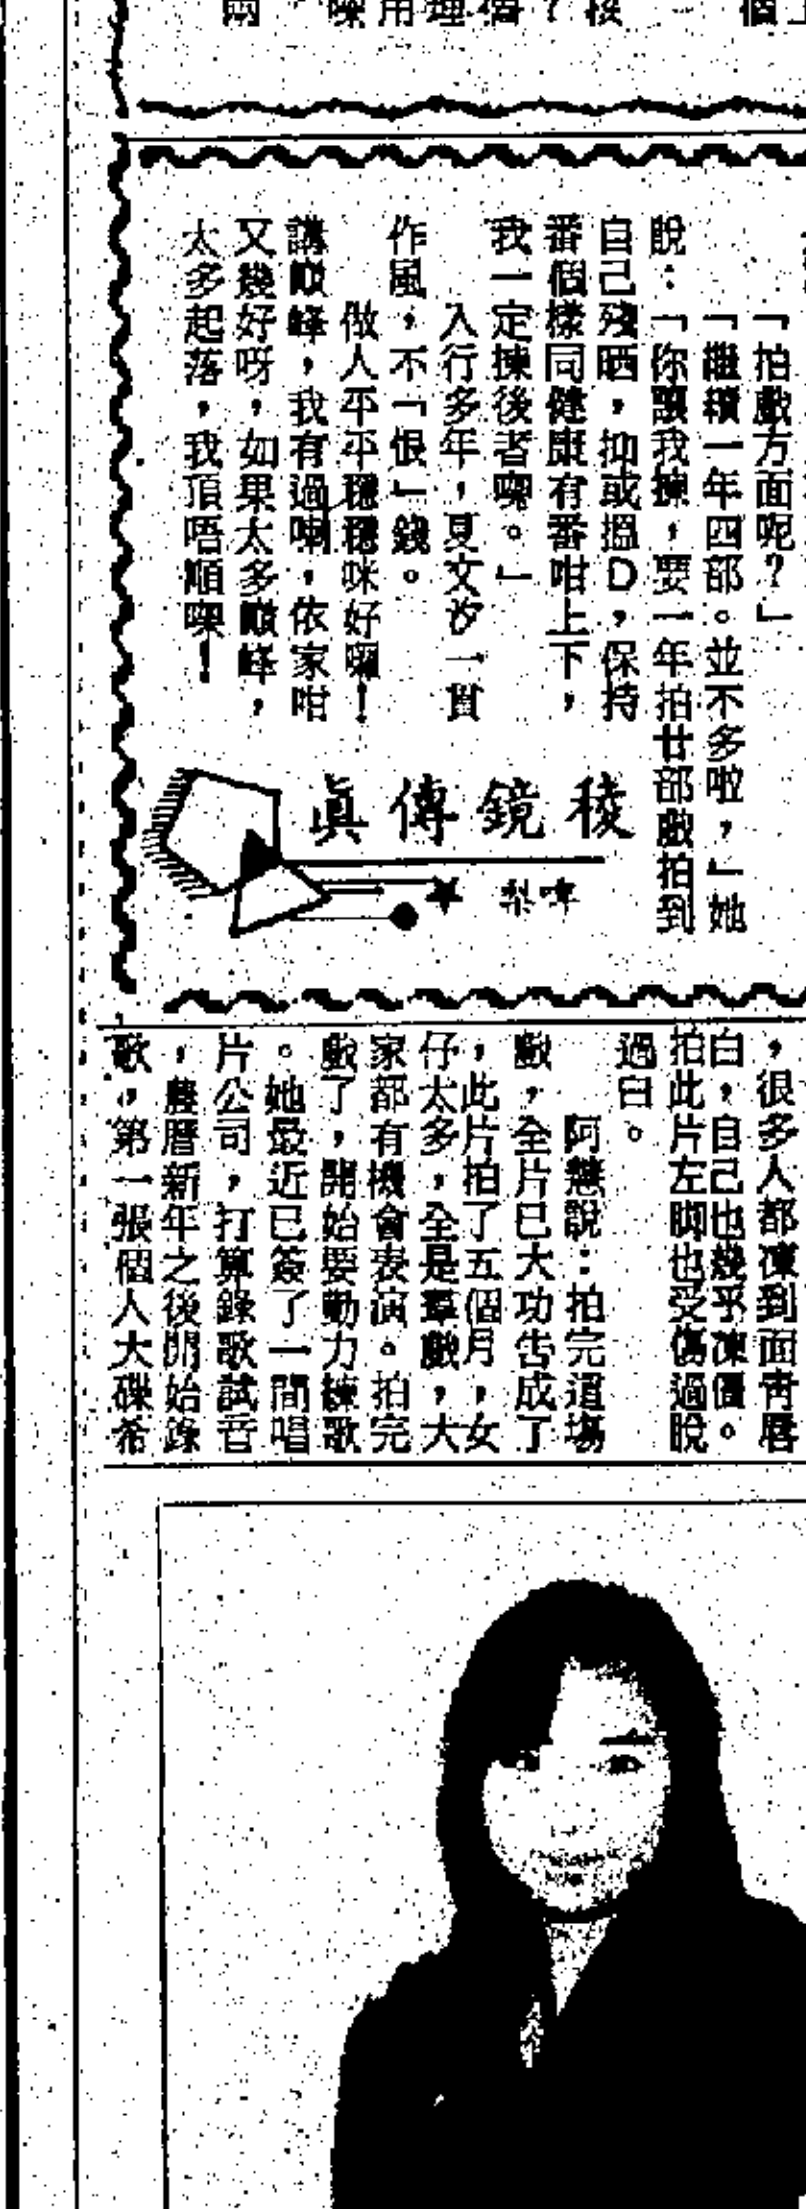 「拍戲方面呢？」
「繼續一年四部。並不多啦，」她
說：「你讓我揀，要一年拍廿部戲拍到
自己殘晒，抑或搵D，保持
番個樣同健康有番咁上下，
我一定揀後者㗎。」
入行多年，夏文汐一貫
作風，不「恨」錢。
做人平平穩穩咪好囉！
講巔峰，我有過喇，依家咁
又幾好呀，如果太多巔峰，
太多起落，我頂唔順㗎！
稜鏡傳眞
，很多人都凍到面青唇
白，自己也幾乎凍僵。
拍此片左脚也受傷過脫
過臼。
阿慧說：拍完這場
戲，全片已大功告成了
，此片拍了五個月，女
仔太多，全是羣戲，大
家都有機會表演。拍完
戲了，開始要動力練歌
。她最近已簽了一間唱
片公司，打算錄歌試音
，農曆新年之後開始錄
歌，第一張個人大碟希